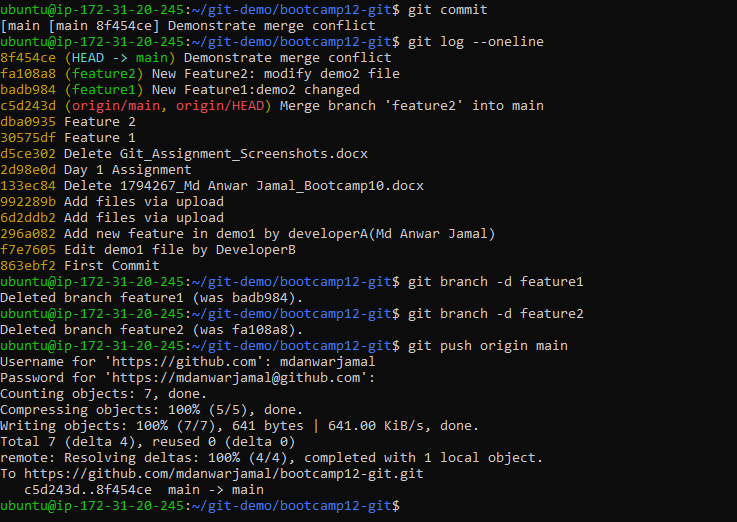 ubuntu@ip-172-31-20-245:~/git-demo/bootcamp12-git$ git commit
[main [main 8f454ce] Demonstrate merge conflict
ubuntu@ip-172-31-20-245:~/git-demo/bootcamp12-git$ git log --oneline
8f454ce (HEAD -> main) Demonstrate merge conflict
fa108a8 (feature2) New Feature2: modify demo2 file
badb984 (feature1) New Feature1:demo2 changed
c5d243d (origin/main, origin/HEAD) Merge branch 'feature2' into main
dba0935 Feature 2
30575df Feature 1
d5ce302 Delete Git_Assignment_Screenshots.docx
2d98e0d Day 1 Assignment
133ec84 Delete 1794267_Md Anwar Jamal_Bootcamp10.docx
992289b Add files via upload
6d2ddb2 Add files via upload
296a082 Add new feature in demo1 by developerA(Md Anwar Jamal)
f7e7605 Edit demo1 file by DeveloperB
863ebf2 First Commit
ubuntu@ip-172-31-20-245:~/git-demo/bootcamp12-git$ git branch -d feature1
Deleted branch feature1 (was badb984).
ubuntu@ip-172-31-20-245:~/git-demo/bootcamp12-git$ git branch -d feature2
Deleted branch feature2 (was fa108a8).
ubuntu@ip-172-31-20-245:~/git-demo/bootcamp12-git$ git push origin main
Username for 'https://github.com': mdanwarjamal
Password for 'https://mdanwarjamal@github.com':
Counting objects: 7, done.
Compressing objects: 100% (5/5), done.
Writing objects: 100% (7/7), 641 bytes | 641.00 KiB/s, done.
Total 7 (delta 4), reused 0 (delta 0)
remote: Resolving deltas: 100% (4/4), completed with 1 local object.
To https://github.com/mdanwarjamal/bootcamp12-git.git
   c5d243d..8f454ce  main -> main
ubuntu@ip-172-31-20-245:~/git-demo/bootcamp12-git$